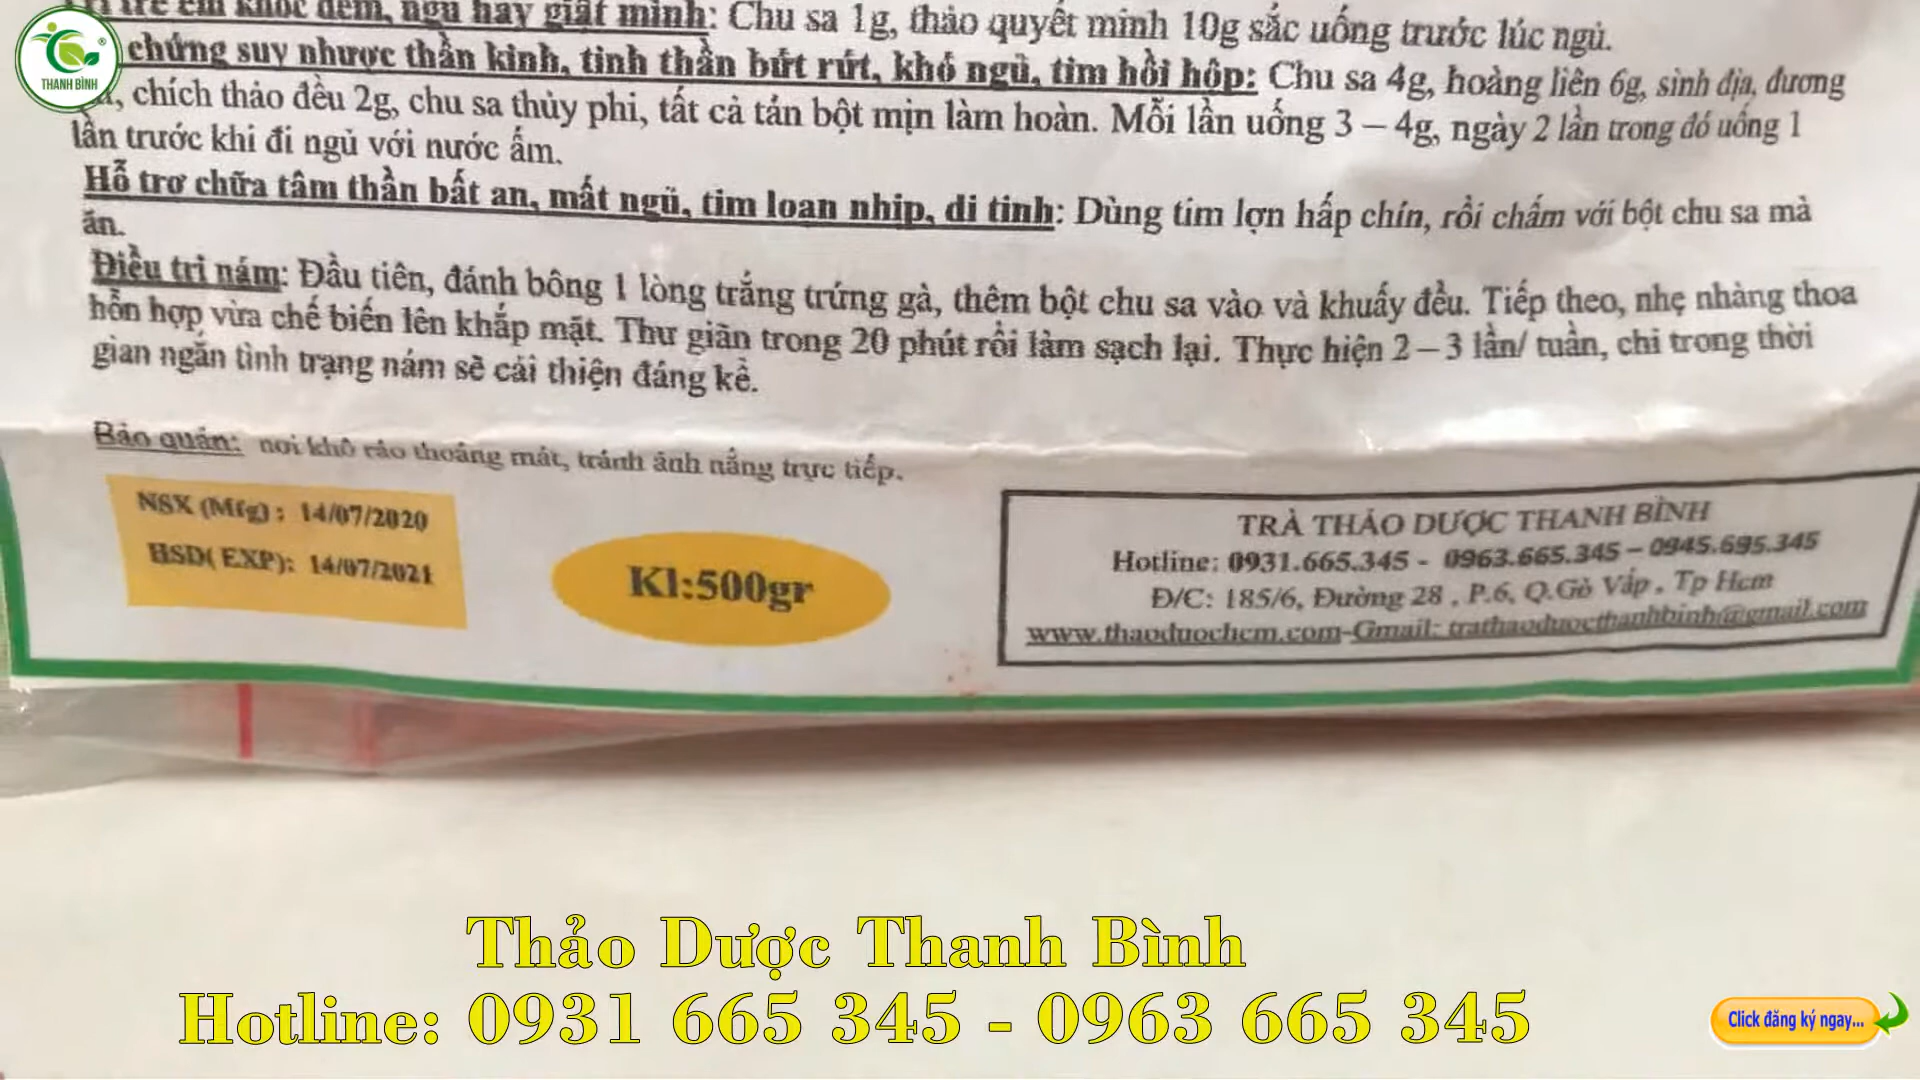 trẻ em khóc đêm, ngủ hay giật mình: Chu sa 1g, thảo quyết minh 10g sắc uống trước lúc ngủ.
chứng suy nhược thần kinh, tinh thần bứt rứt, khó ngủ, tim hồi hộp: Chu sa 4g, hoàng liên 6g, sinh địa, đương
, chích thảo đều 2g, chu sa thủy phi, tất cả tán bột mịn làm hoàn. Mỗi lần uống 3 – 4g, ngày 2 lần trong đó uống 1
lần trước khi đi ngủ với nước ấm.
Hỗ trợ chữa tâm thần bất an, mất ngủ, tim loạn nhịp, di tinh: Dùng tim lợn hấp chín, rồi chấm với bột chu sa mà
ăn.
Điều trị nám: Đầu tiên, đánh bông 1 lòng trắng trứng gà, thêm bột chu sa vào và khuấy đều. Tiếp theo, nhẹ nhàng thoa
hỗn hợp vừa chế biến lên khắp mặt. Thư giãn trong 20 phút rồi làm sạch lại. Thực hiện 2 – 3 lần/ tuần, chỉ trong thời
gian ngắn tình trạng nám sẽ cải thiện đáng kể.
Bảo quản: nơi khô ráo thoáng mát, tránh ánh nắng trực tiếp.
NSX (Mfg) : 14/07/2020
HSD( EXP): 14/07/2021
Kl:500gr
TRÀ THẢO DƯỢC THANH BÌNH
Hotline: 0931.665.345 - 0963.665.345 – 0945.695.345
Đ/C: 185/6, Đường 28 , P.6, Q.Gò Vấp , Tp Hcm
www.thaoduochcm.com-Gmail: trathaoduocthanhbinh@gmail.com
THANH BÌNH
®
Thảo Dược Thanh Bình
Hotline: 0931 665 345 - 0963 665 345
Click đăng ký ngay...